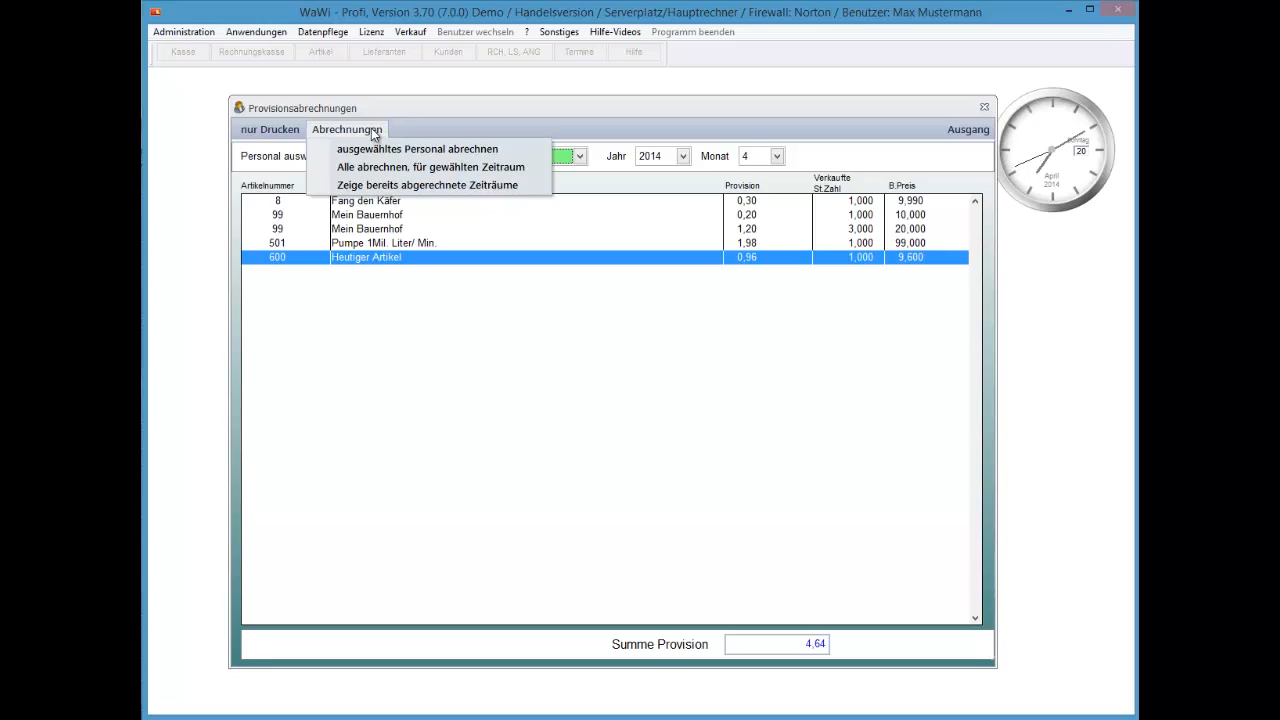 WaWi - Profi, Version 3.70 (7.0.0) Demo / Handelsversion / Serverplatz/Hauptrechner / Firewall: Norton / Benutzer: Max Mustermann
Administration Anwendungen Datenpflege Lizenz Verkauf Benutzer wechseln ? Sonstiges Hilfe-Videos Programm beenden
Kasse Rechnungskasse Artikel Lieferanten Kunden RCH, LS, ANG Termine Hilfe
Provisionsabrechnungen
nur Drucken Abrechnungen Ausgang
ausgewähltes Personal abrechnen
Alle abrechnen, für gewählten Zeitraum
Zeige bereits abgerechnete Zeiträume
Personal ausw Jahr 2014 Monat 4
Artikelnummer Provision Verkaufte St.Zahl B.Preis
8 Fang den Käfer 0,30 1,000 9,990
99 Mein Bauernhof 0,20 1,000 10,000
99 Mein Bauernhof 1,20 3,000 20,000
501 Pumpe 1Mil. Liter/ Min. 1,98 1,000 99,000
600 Heutiger Artikel 0,96 1,000 9,600
Summe Provision 4,64
Sonntag
20
April
2014